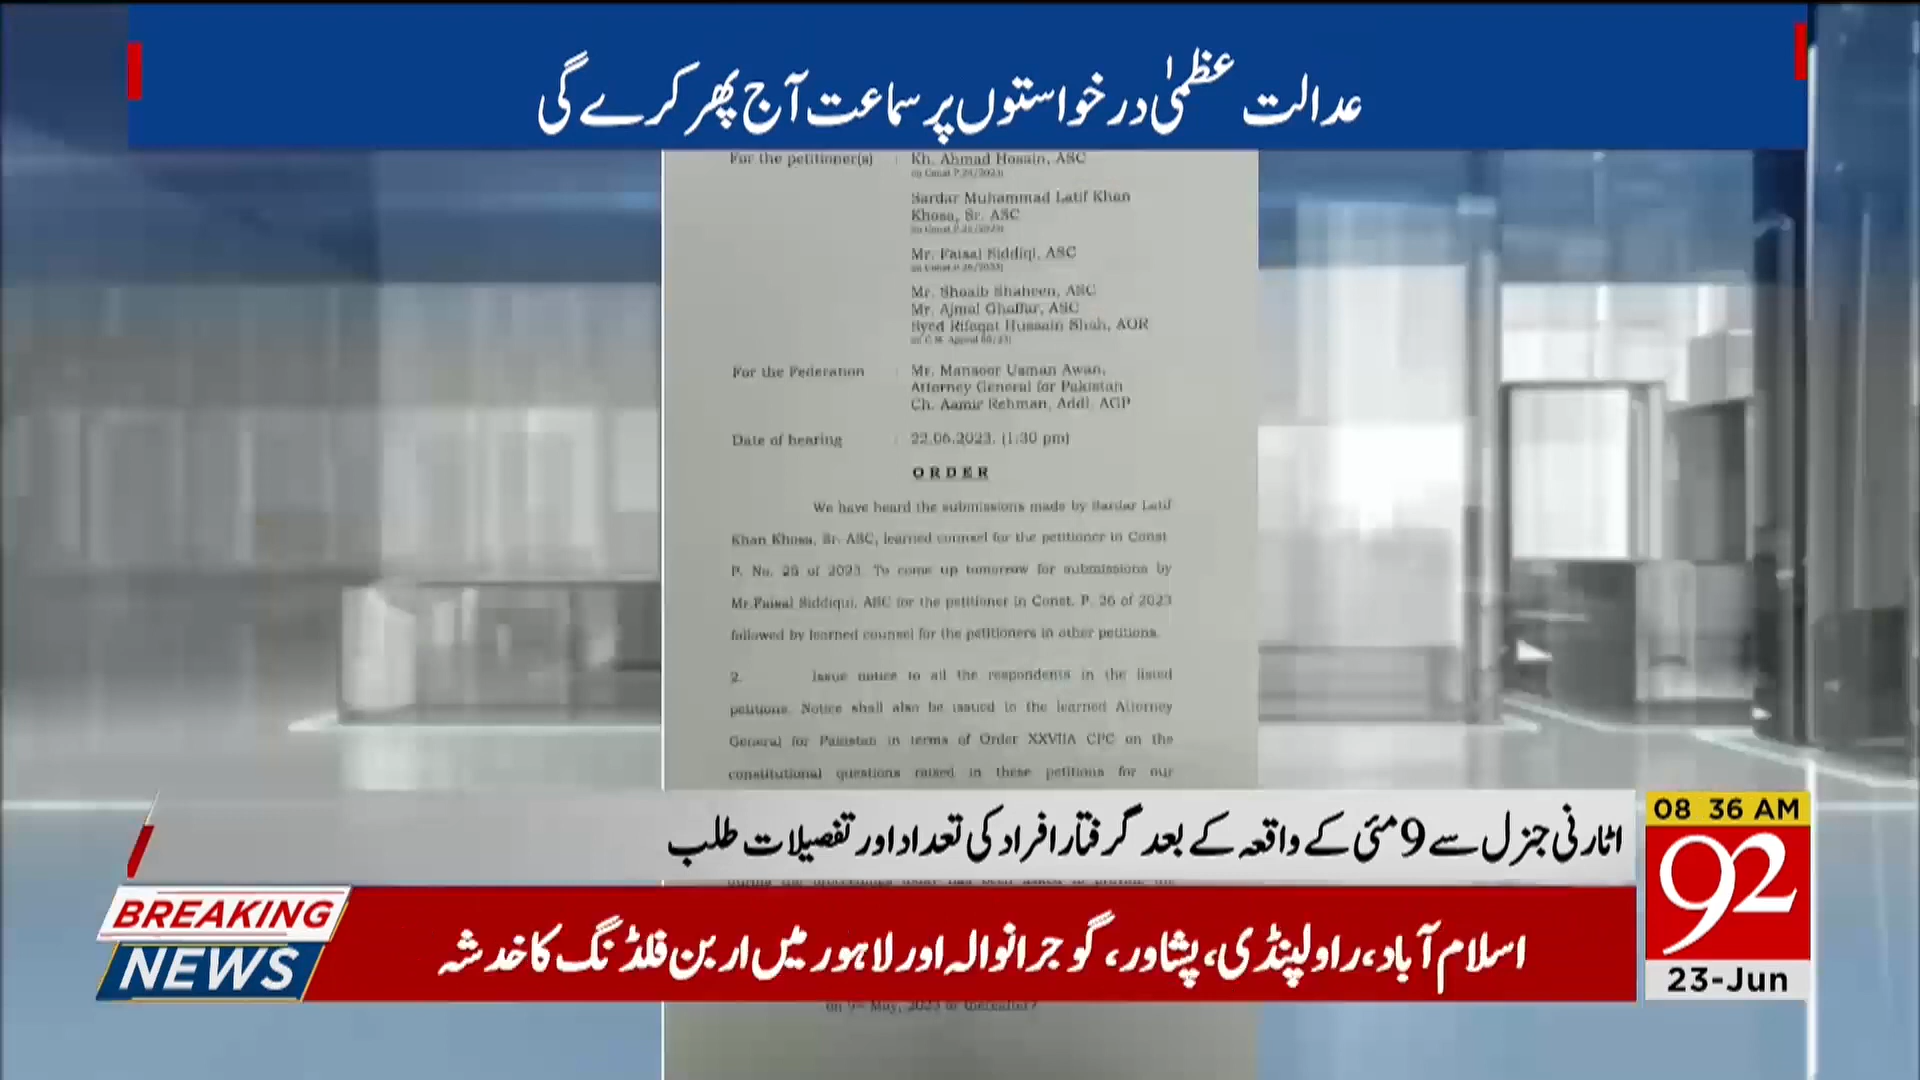 عدالت عظمیٰ درخواستوں پر سماعت آج پھر کرے گی
For the petitioner(s) : Kh. Ahmad Hosain, ASC
Sardar Muhammad Latif Khan
Khosa, Sr. ASC
Mr. Faisal Siddiqi, ASC
Mr. Shoaib Shaheen, ASC
Mr. Ajmal Ghaffar, ASC
Syed Rifaqat Hussain Shah, AOR
For the Federation : Mr. Mansoor Usman Awan,
Attorney General for Pakistan
Ch. Aamir Rehman, Addl. AGP
Date of hearing : 22.06.2023. (1:30 pm)
ORDER
We have heard the submissions made by Sardar Latif
Khan Khosa, Sr. ASC, learned counsel for the petitioner in Const.
P. No. of 2023. To come up tomorrow for submissions by
Mr.Faisal Siddiqui, ASC for the petitioner in Const. P. 26 of 2023
followed by learned counsel for the petitioners in other petitions.
2. Issue notice to all the respondents in the listed
petitions. Notice shall also be issued to the learned Attorney
General for Pakistan in terms of Order XXVIIA CPC on the
constitutional questions raised in these petitions for our
اٹارنی جنرل سے 9 مئی کے واقعہ کے بعد گرفتار افراد کی تعداد اور تفصیلات طلب
08 36 AM
92
23-Jun
BREAKING
NEWS
اسلام آباد، راولپنڈی، پشاور، گوجرانوالہ اور لاہور میں اربن فلڈنگ کا خدشہ
on 9th May, 2023 or thereafter?